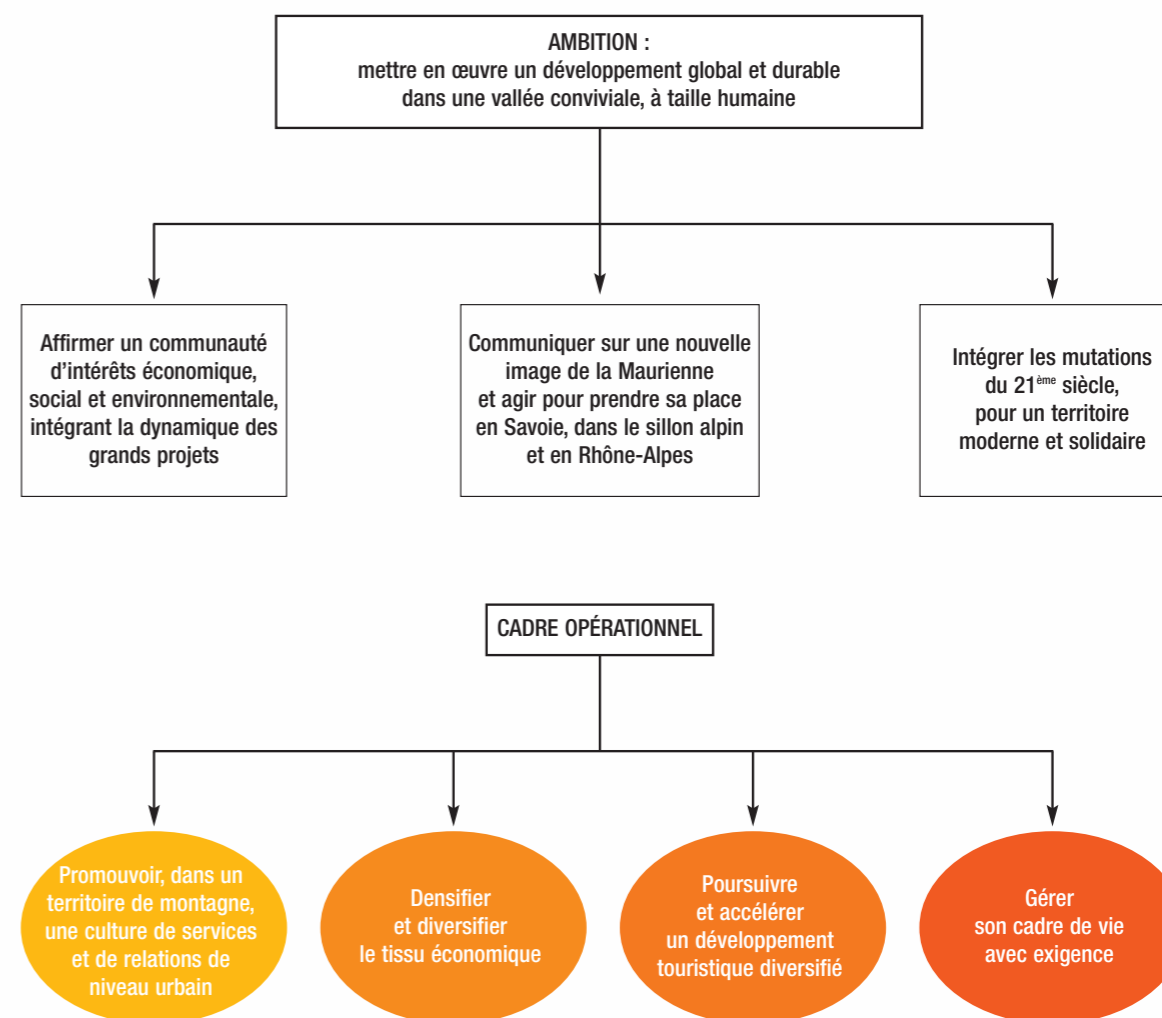 AMBITION :
mettre en œuvre un développement global et durable
dans une vallée conviviale, à taille humaine
Affirmer un communauté
d’intérêts économique,
social et environnementale,
intégrant la dynamique des
grands projets
Communiquer sur une nouvelle
image de la Maurienne
et agir pour prendre sa place
en Savoie, dans le sillon alpin
et en Rhône-Alpes
Intégrer les mutations
du 21ème siècle,
pour un territoire
moderne et solidaire
CADRE OPÉRATIONNEL
Promouvoir, dans un
territoire de montagne,
une culture de services
et de relations de
niveau urbain
Densifier
et diversifier
le tissu économique
Poursuivre
et accélérer
un développement
touristique diversifié
Gérer
son cadre de vie
avec exigence